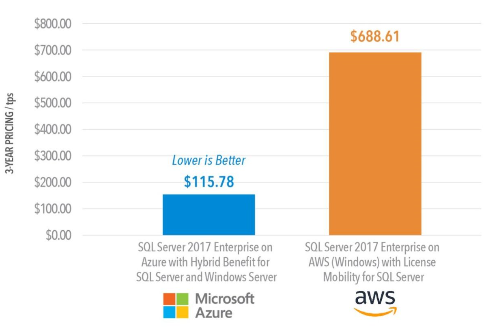 $800.00
$700.00
$600.00
$500.00
$400.00
$300.00
$200.00
$100.00
$0.00
3-YEAR PRICING / tps
Lower is Better
$115.78
$688.61
SQL Server 2017 Enterprise on
Azure with Hybrid Benefit for
SQL Server and Windows Server
SQL Server 2017 Enterprise on
AWS (Windows) with License
Mobility for SQL Server
Microsoft
Azure
aws